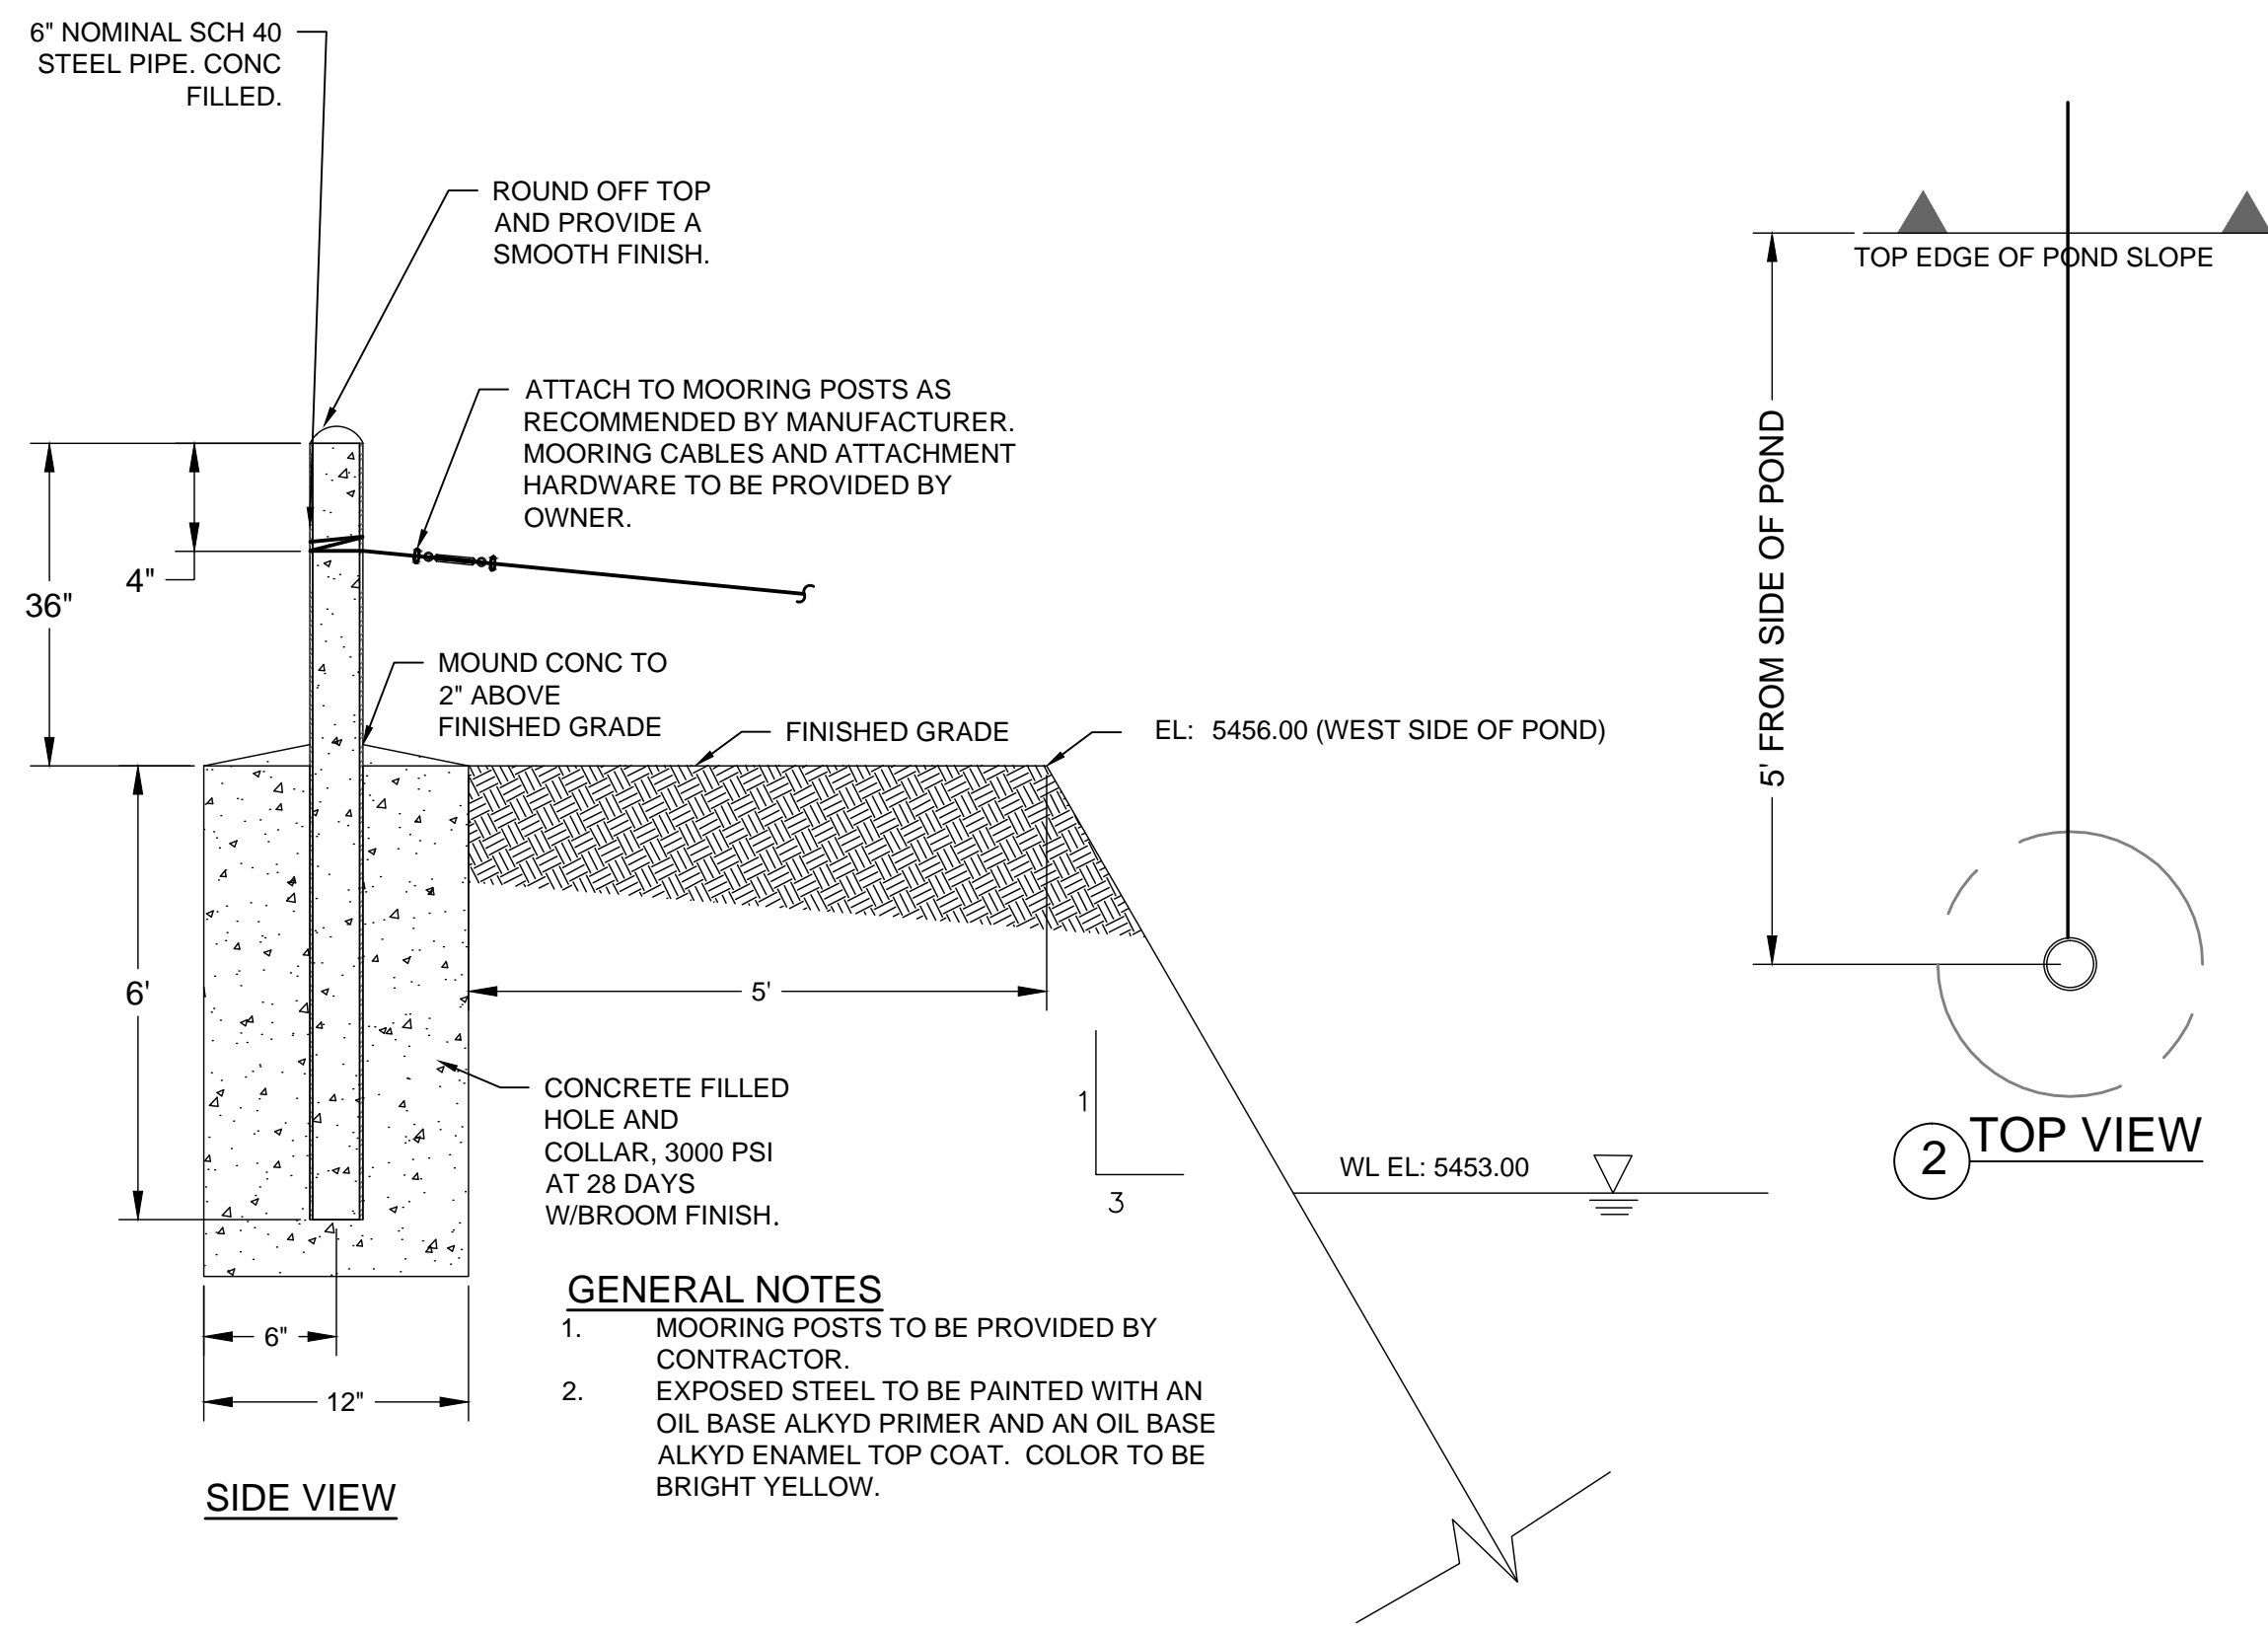 6" NOMINAL SCH 40
STEEL PIPE. CONC
FILLED.
ROUND OFF TOP
AND PROVIDE A
SMOOTH FINISH.
ATTACH TO MOORING POSTS AS
RECOMMENDED BY MANUFACTURER.
MOORING CABLES AND ATTACHMENT
HARDWARE TO BE PROVIDED BY
OWNER.
4"
36"
MOUND CONC TO
2" ABOVE
FINISHED GRADE
FINISHED GRADE
EL: 5456.00 (WEST SIDE OF POND)
6'
5'
CONCRETE FILLED
HOLE AND
COLLAR, 3000 PSI
AT 28 DAYS
W/BROOM FINISH.
1
3
WL EL: 5453.00
6"
12"
SIDE VIEW
GENERAL NOTES
1. MOORING POSTS TO BE PROVIDED BY
CONTRACTOR.
2. EXPOSED STEEL TO BE PAINTED WITH AN
OIL BASE ALKYD PRIMER AND AN OIL BASE
ALKYD ENAMEL TOP COAT. COLOR TO BE
BRIGHT YELLOW.
TOP EDGE OF POND SLOPE
5' FROM SIDE OF POND
2 TOP VIEW